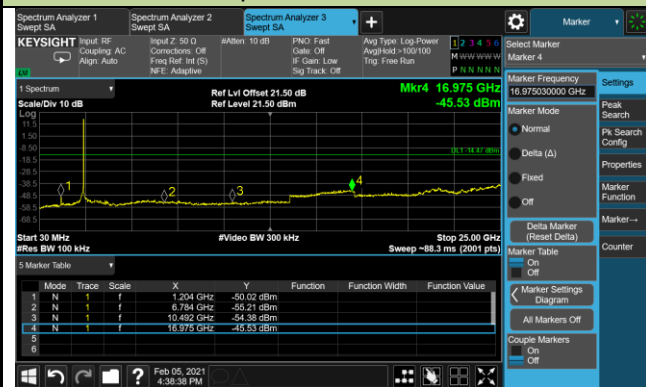 Spectrum Analyzer 1
Swept SA
Spectrum Analyzer 2
Swept SA
Spectrum Analyzer 3
Swept SA
+
Marker
KEYSIGHT
Input: RF
Coupling: AC
Align: Auto
Input Z: 50 Ω
Corrections: Off
Freq Ref: Int (S)
NFE: Adaptive
#Atten: 10 dB
PNO: Fast
Gate: Off
IF Gain: Low
Sig Track: Off
Avg Type: Log-Power
Avg|Hold:>100/100
Trig: Free Run
1 2 3 4 5 6
M W W W W W
P N N N N N
Select Marker
Marker 4
1 Spectrum
Scale/Div 10 dB
Ref Lvl Offset 21.50 dB
Ref Level 21.50 dBm
Mkr4 16.975 GHz
-45.53 dBm
Log
11.5
1.50
-8.50
-18.5
-28.5
-38.5
-48.5
-58.5
-68.5
DL1 -14.47 dBm
1
2
3
4
Start 30 MHz
#Res BW 100 kHz
#Video BW 300 kHz
Stop 25.00 GHz
Sweep ~88.3 ms (2001 pts)
5 Marker Table
Mode Trace Scale X Y Function Function Width Function Value
1 N 1 f 1.204 GHz -50.02 dBm
2 N 1 f 6.784 GHz -55.21 dBm
3 N 1 f 10.492 GHz -54.38 dBm
4 N 1 f 16.975 GHz -45.53 dBm
5
6
Marker Frequency
16.975030000 GHz
Marker Mode
Normal
Delta (Δ)
Fixed
Off
Delta Marker
(Reset Delta)
Marker Table
On
Off
Marker Settings
Diagram
All Markers Off
Couple Markers
On
Off
Settings
Peak
Search
Pk Search
Config
Properties
Marker
Function
Marker→
Counter
?
Feb 05, 2021
4:38:38 PM